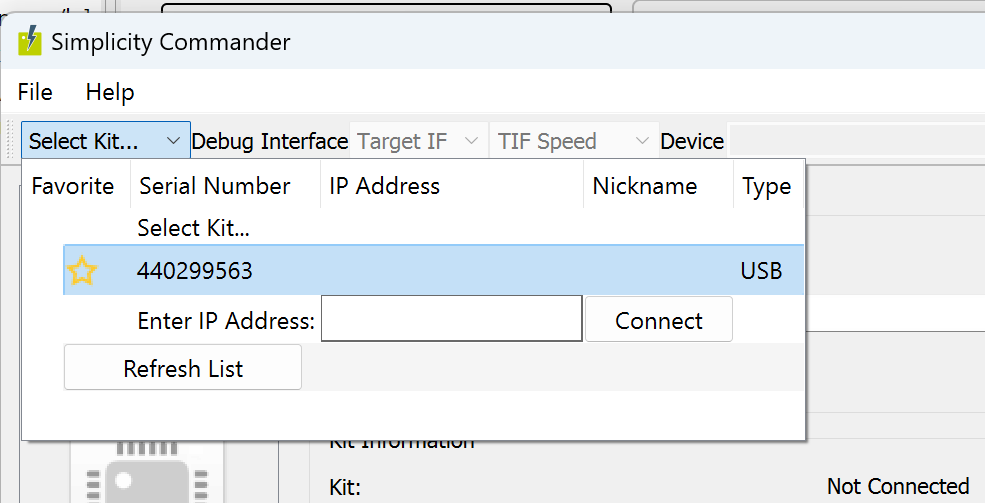 Simplicity Commander
File Help
Select Kit... Debug Interface Target IF TIF Speed Device
Favorite Serial Number IP Address Nickname Type
Select Kit...
440299563 USB
Enter IP Address: Connect
Refresh List
Kit Information
Kit: Not Connected